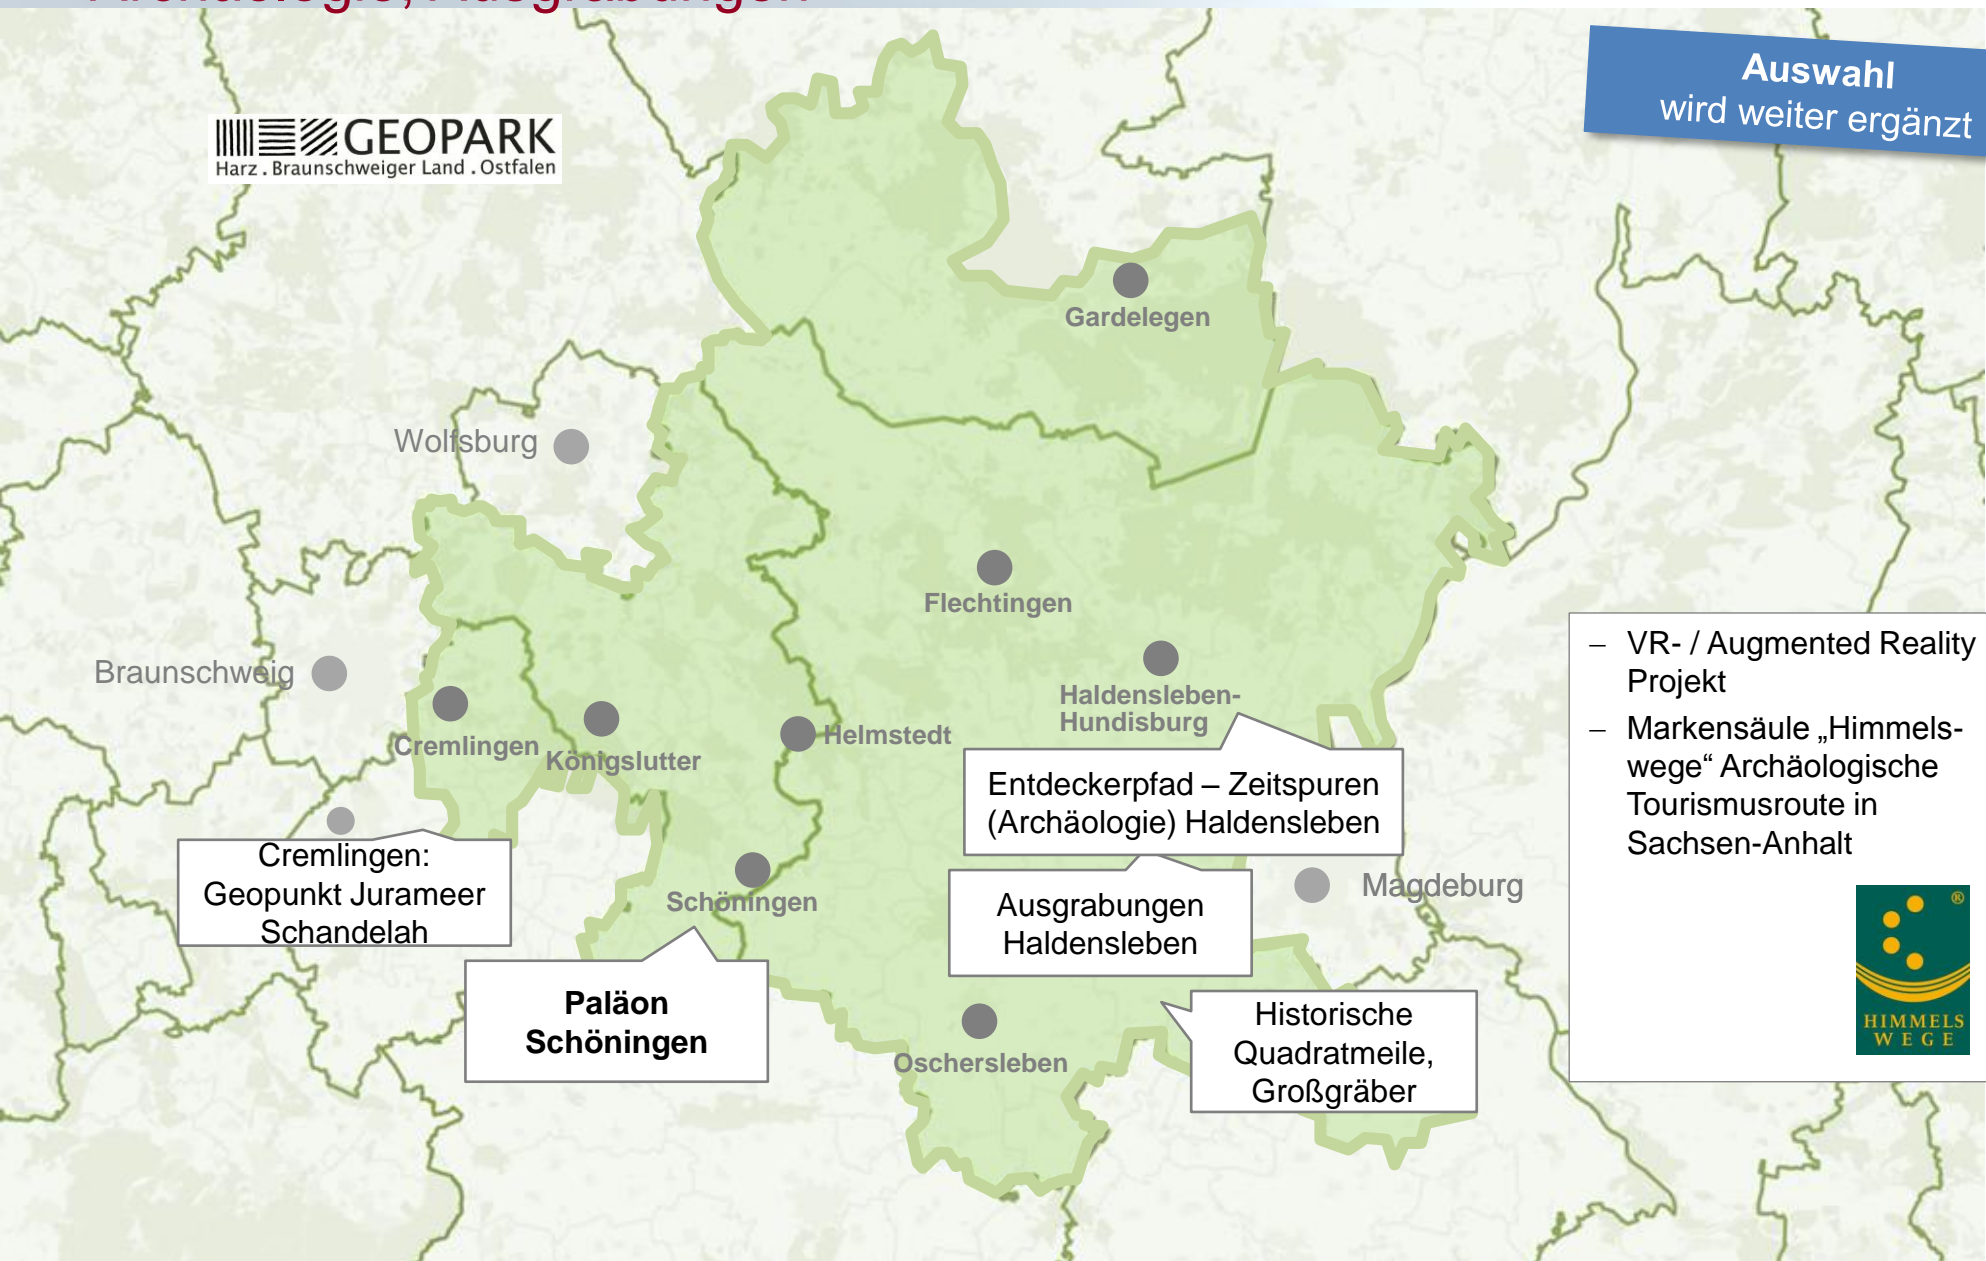 Archäologie, Ausgrabungen
Auswahl
wird weiter ergänzt
GEOPARK
Harz . Braunschweiger Land . Ostfalen
Gardelegen
Wolfsburg
Flechtingen
Braunschweig
Haldensleben-
Hundisburg
Cremlingen
Königslutter
Helmstedt
Entdeckerpfad – Zeitspuren
(Archäologie) Haldensleben
Cremlingen:
Geopunkt Jurameer
Schandelah
Schöningen
Ausgrabungen
Haldensleben
Magdeburg
Paläon
Schöningen
Oschersleben
Historische
Quadratmeile,
Großgräber
– VR- / Augmented Reality
Projekt
– Markensäule „Himmels-
wege“ Archäologische
Tourismusroute in
Sachsen-Anhalt
®
HIMMELS
WEGE